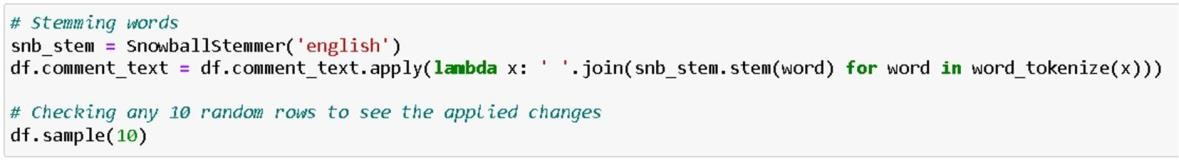 # Stemming words
snb_stem = SnowballStemmer('english')
df.comment_text = df.comment_text.apply(lambda x: ' '.join(snb_stem.stem(word) for word in word_tokenize(x)))
# Checking any 10 random rows to see the applied changes
df.sample(10)